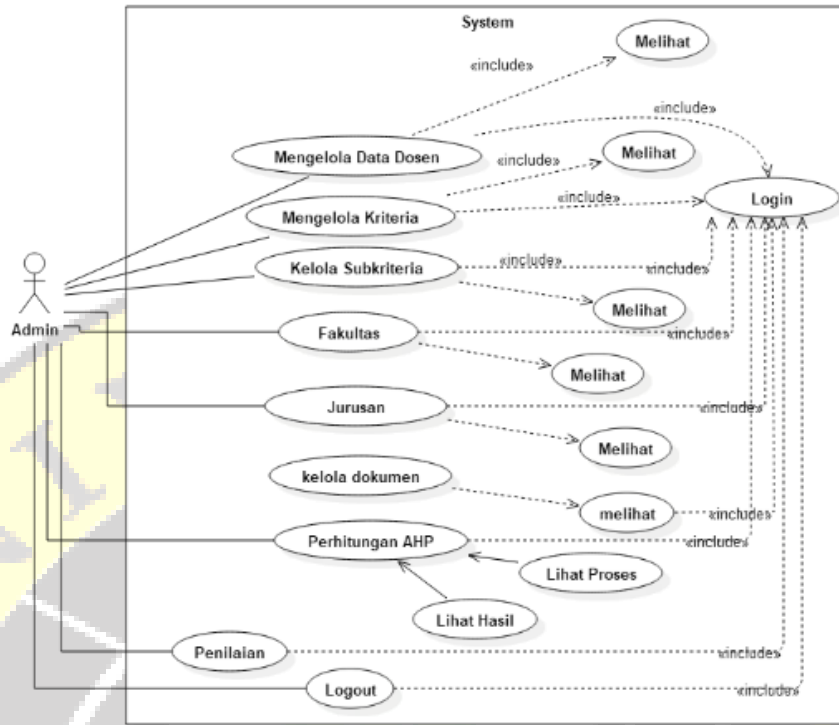 System
Melihat
«include»
«include»
Mengelola Data Dosen
«include»
Melihat
Mengelola Kriteria
«include»
Login
Kelola Subkriteria
«include»
«include»
Melihat
Admin
Fakultas
«include»
Melihat
Jurusan
«include»
Melihat
kelola dokumen
melihat
«include»
Perhitungan AHP
«include»
Lihat Proses
Lihat Hasil
Penilaian
«include»
Logout
«include»